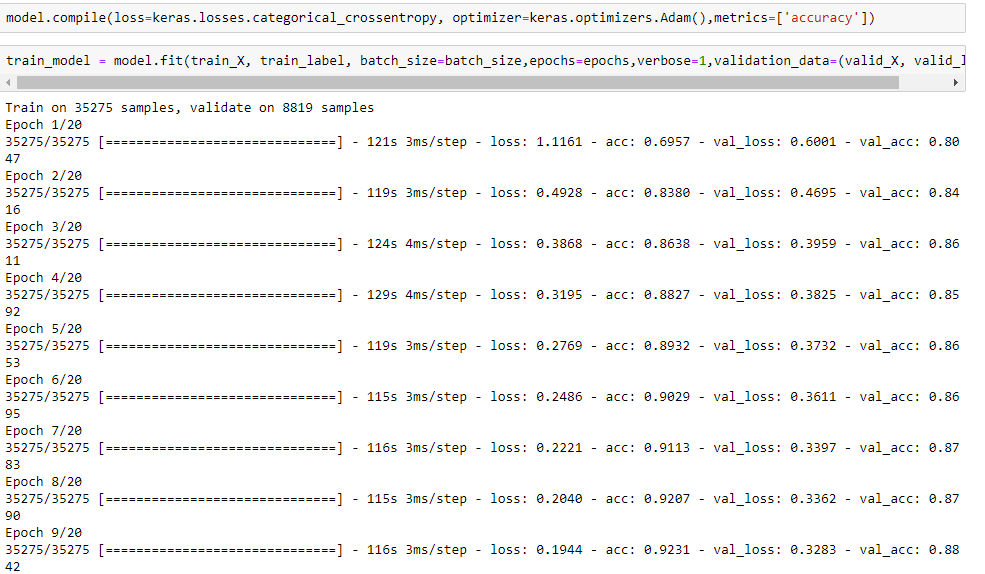 model.compile(loss=keras.losses.categorical_crossentropy, optimizer=keras.optimizers.Adam(),metrics=['accuracy'])
train_model = model.fit(train_X, train_label, batch_size=batch_size,epochs=epochs,verbose=1,validation_data=(valid_X, valid_l
Train on 35275 samples, validate on 8819 samples
Epoch 1/20
35275/35275 [==============================] - 121s 3ms/step - loss: 1.1161 - acc: 0.6957 - val_loss: 0.6001 - val_acc: 0.80
47
Epoch 2/20
35275/35275 [==============================] - 119s 3ms/step - loss: 0.4928 - acc: 0.8380 - val_loss: 0.4695 - val_acc: 0.84
16
Epoch 3/20
35275/35275 [==============================] - 124s 4ms/step - loss: 0.3868 - acc: 0.8638 - val_loss: 0.3959 - val_acc: 0.86
11
Epoch 4/20
35275/35275 [==============================] - 129s 4ms/step - loss: 0.3195 - acc: 0.8827 - val_loss: 0.3825 - val_acc: 0.85
92
Epoch 5/20
35275/35275 [==============================] - 119s 3ms/step - loss: 0.2769 - acc: 0.8932 - val_loss: 0.3732 - val_acc: 0.86
53
Epoch 6/20
35275/35275 [==============================] - 115s 3ms/step - loss: 0.2486 - acc: 0.9029 - val_loss: 0.3611 - val_acc: 0.86
95
Epoch 7/20
35275/35275 [==============================] - 116s 3ms/step - loss: 0.2221 - acc: 0.9113 - val_loss: 0.3397 - val_acc: 0.87
83
Epoch 8/20
35275/35275 [==============================] - 115s 3ms/step - loss: 0.2040 - acc: 0.9207 - val_loss: 0.3362 - val_acc: 0.87
90
Epoch 9/20
35275/35275 [==============================] - 116s 3ms/step - loss: 0.1944 - acc: 0.9231 - val_loss: 0.3283 - val_acc: 0.88
42